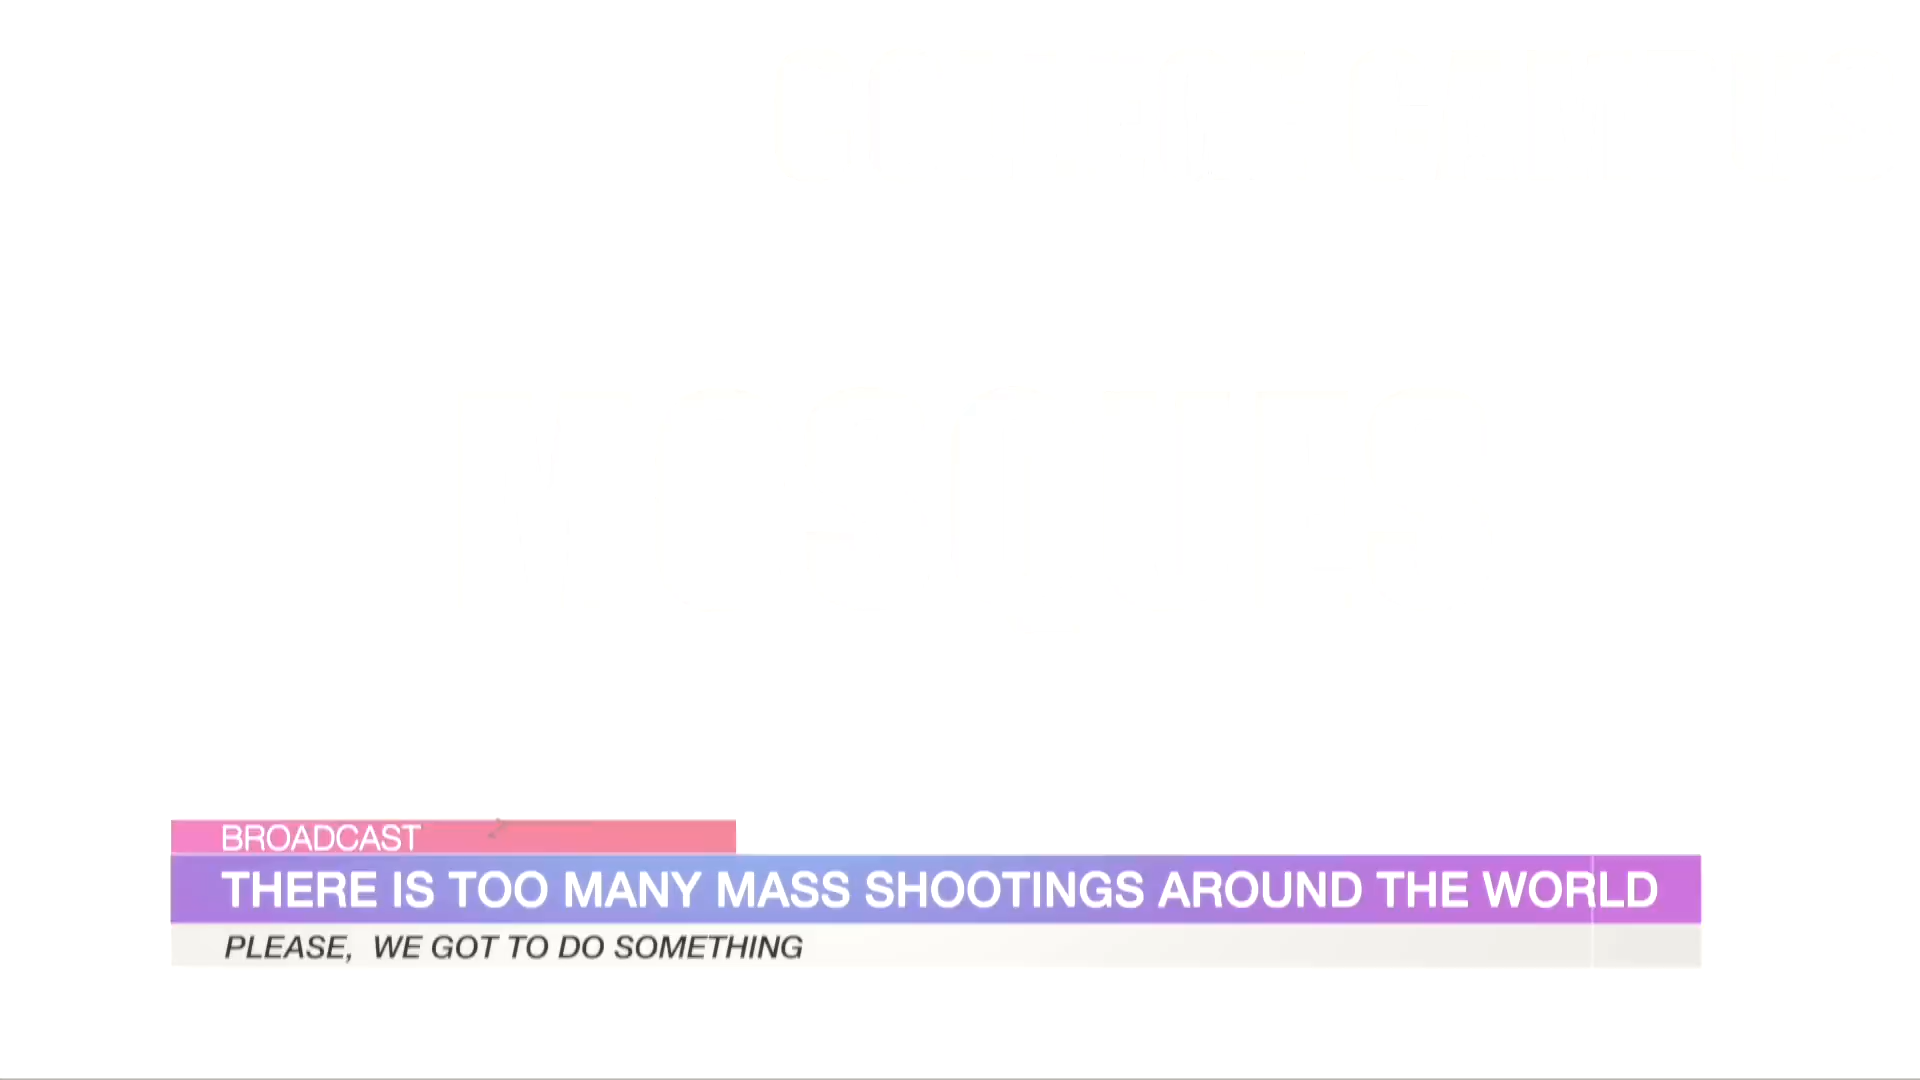 BROADCAST
THERE IS TOO MANY MASS SHOOTINGS AROUND THE WORLD
PLEASE, WE GOT TO DO SOMETHING